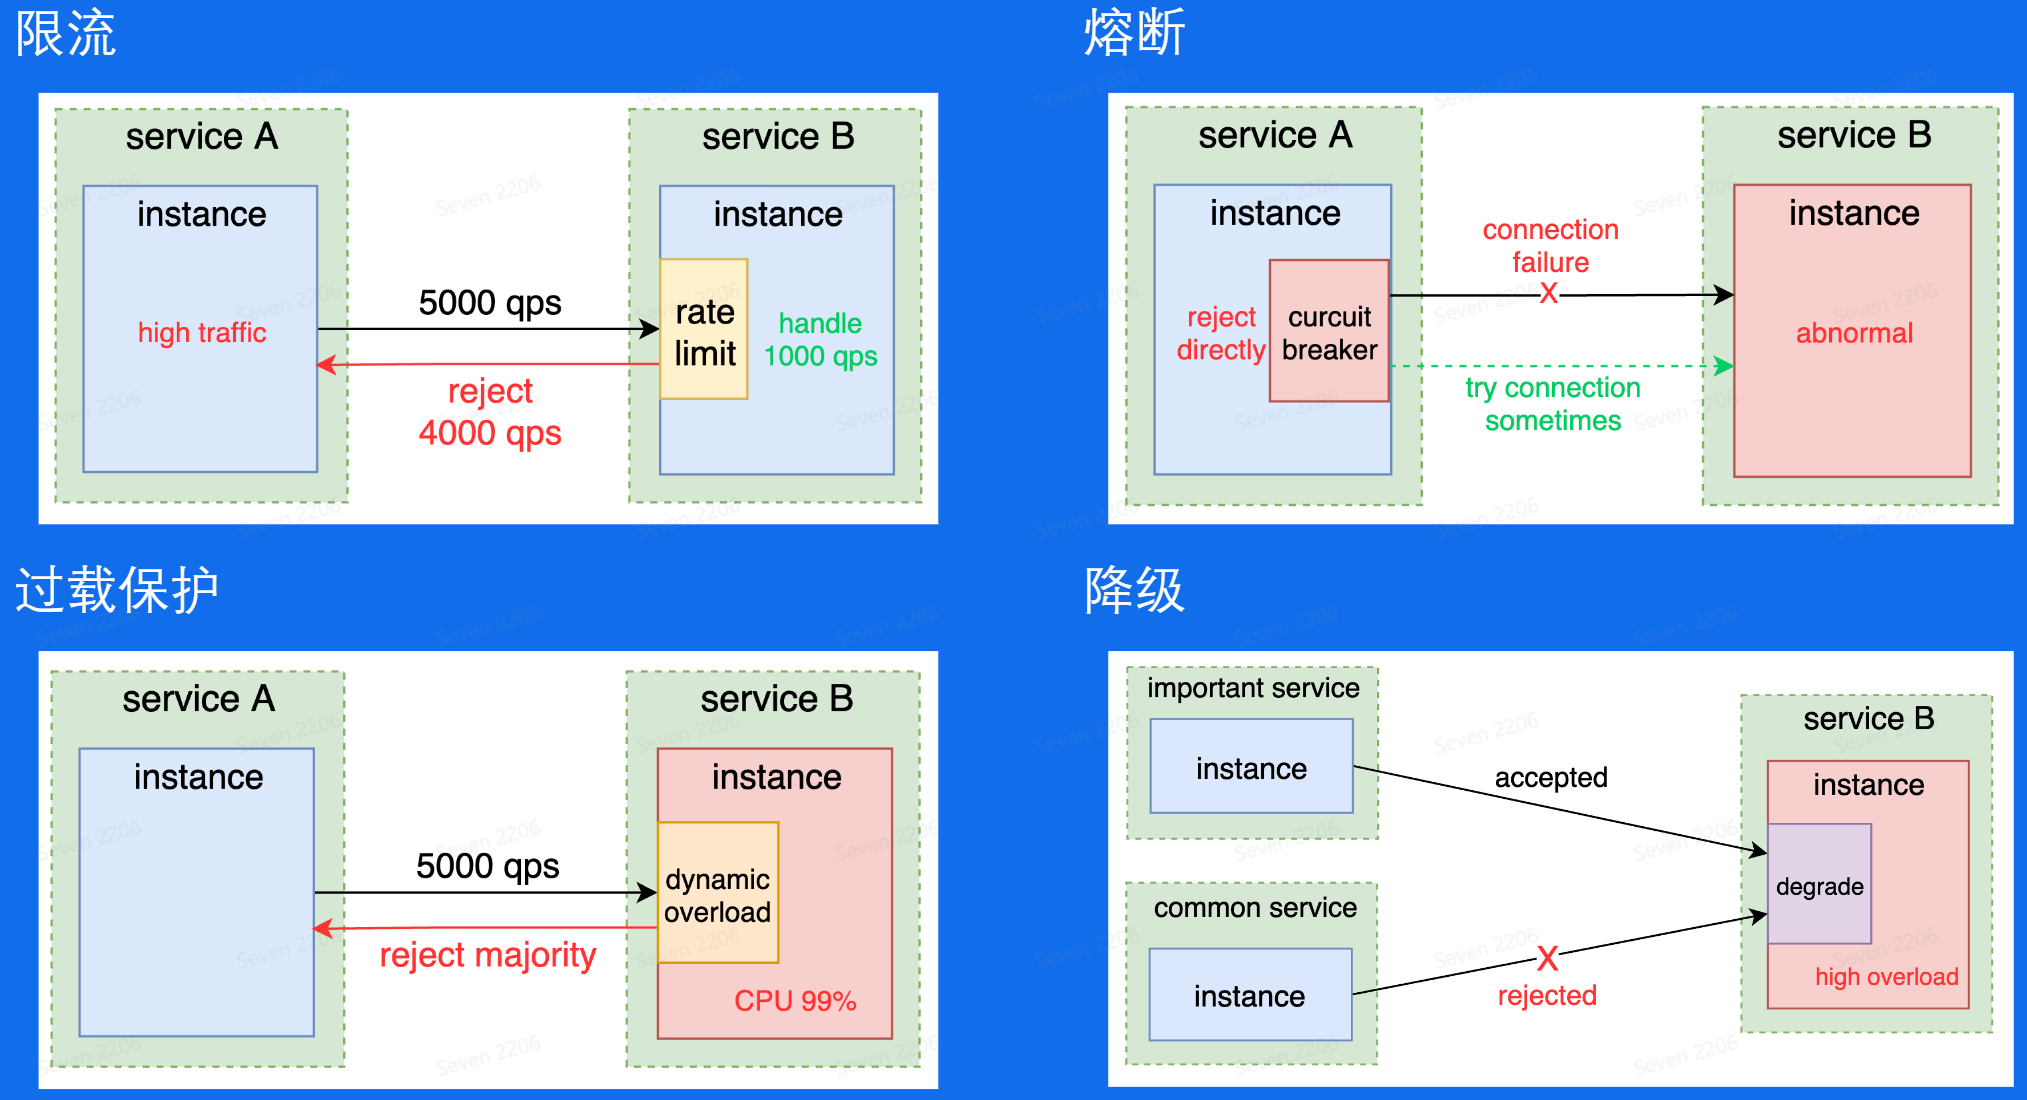 限流
service A
service B
instance
instance
high traffic
5000 qps
reject
4000 qps
rate
limit
handle
1000 qps
熔断
service A
service B
instance
instance
reject
directly
curcuit
breaker
connection
failure
X
try connection
sometimes
abnormal
过载保护
service A
service B
instance
instance
5000 qps
reject majority
dynamic
overload
CPU 99%
降级
important service
instance
common service
instance
accepted
X
rejected
service B
instance
degrade
high overload
Seven 2206